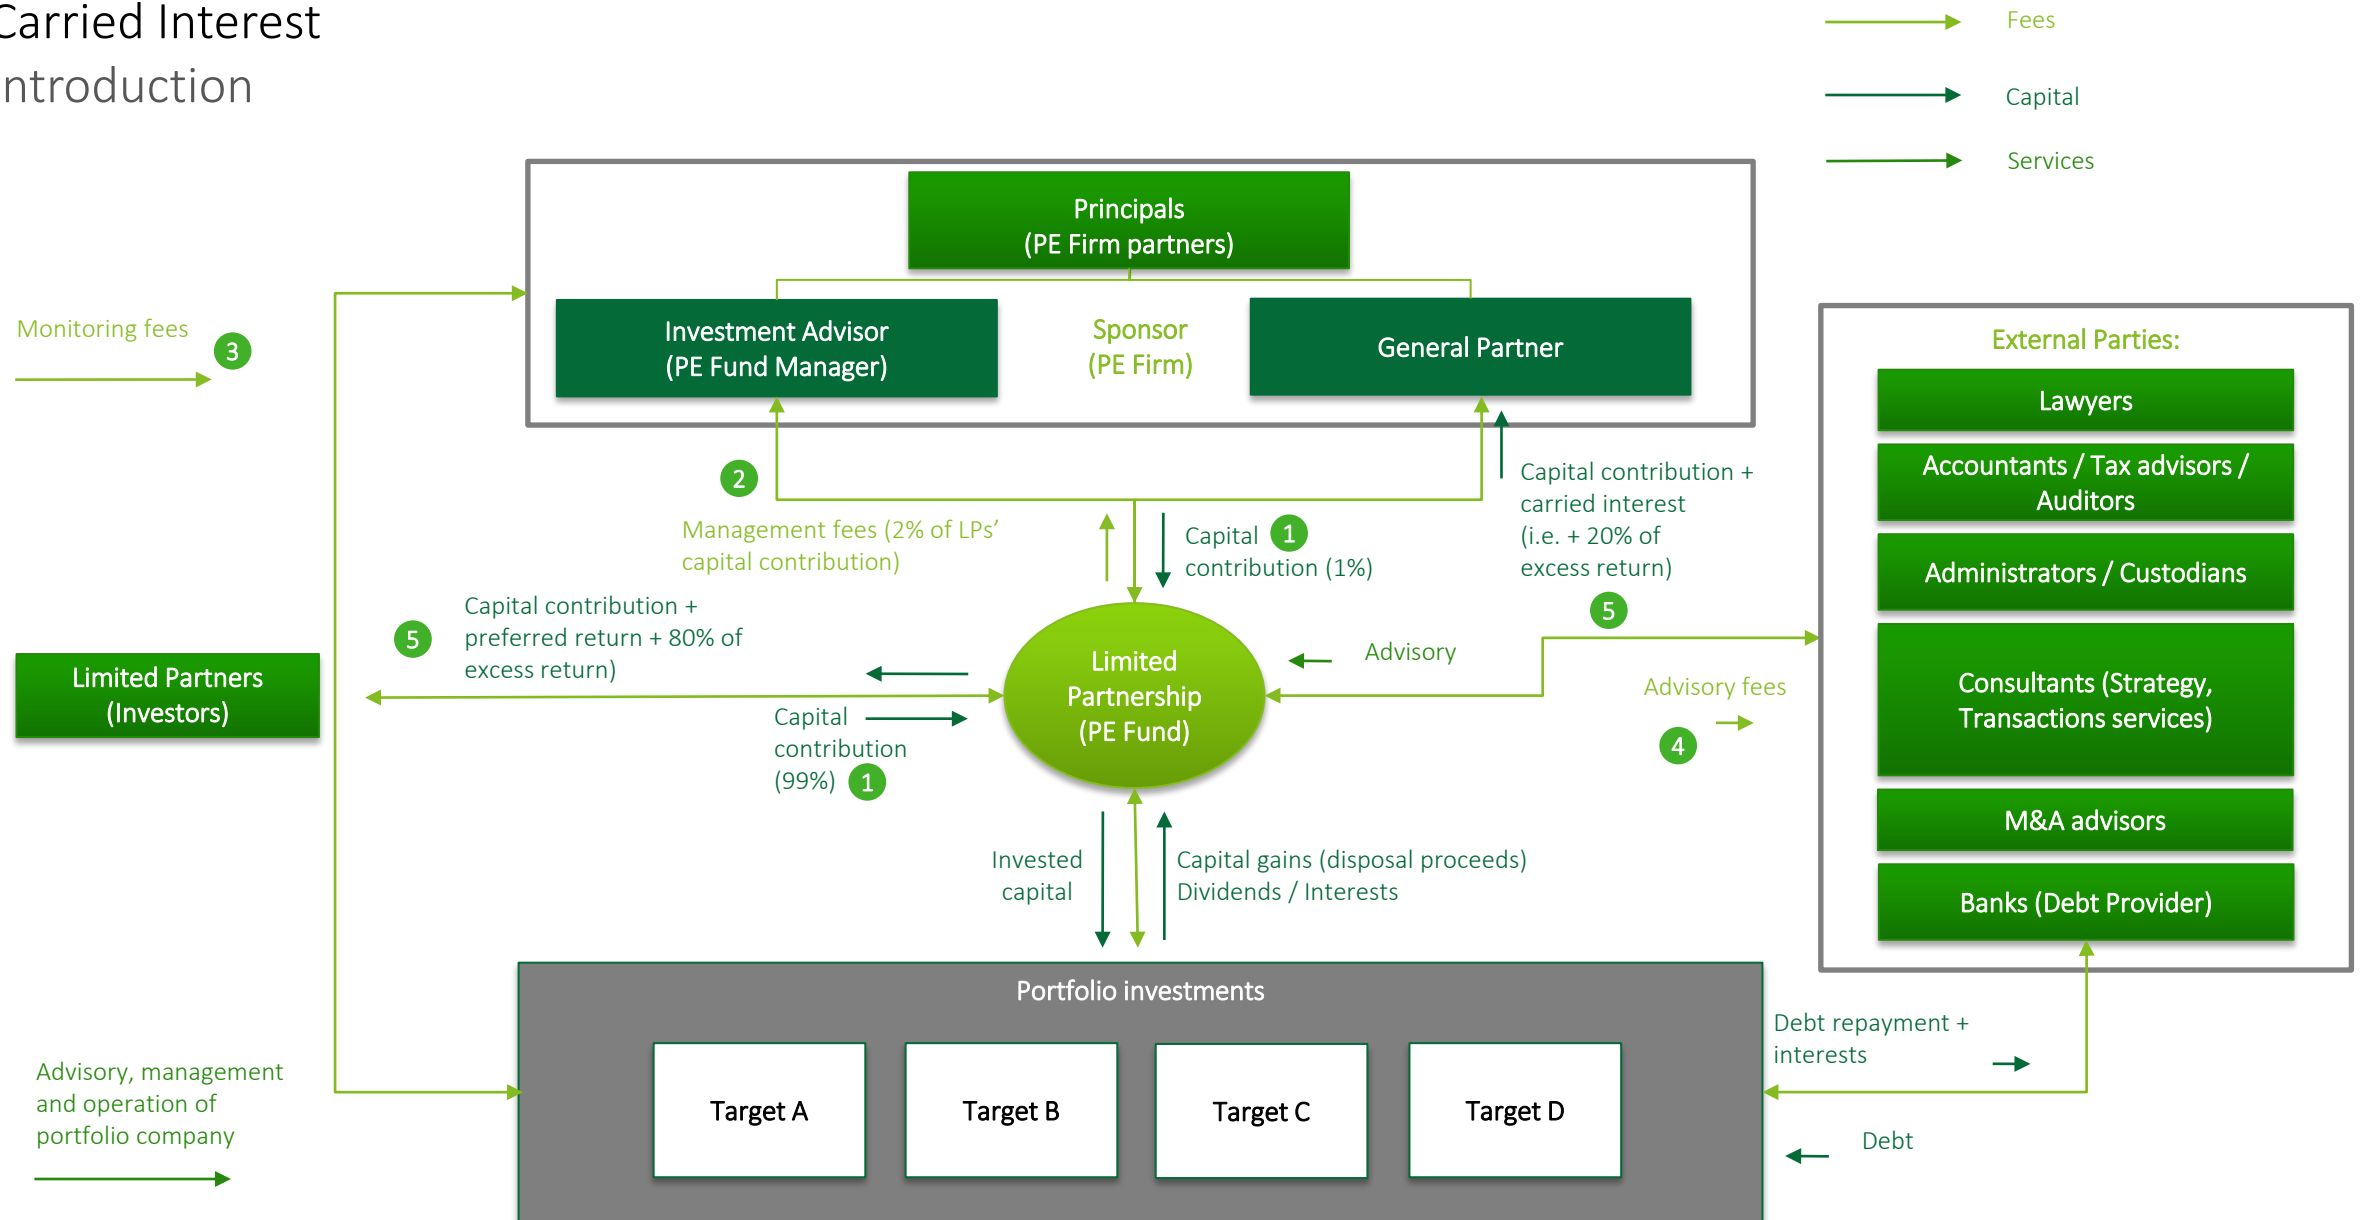 Carried Interest
Introduction
Fees
Capital
Services
Principals
(PE Firm partners)
Investment Advisor
(PE Fund Manager)
Sponsor
(PE Firm)
General Partner
Monitoring fees
3
External Parties:
Lawyers
Accountants / Tax advisors /
Auditors
Administrators / Custodians
Consultants (Strategy,
Transactions services)
M&A advisors
Banks (Debt Provider)
2
Management fees (2% of LPs’
capital contribution)
Capital 1
contribution (1%)
Capital contribution +
carried interest
(i.e. + 20% of
excess return)
5
5
Capital contribution +
preferred return + 80% of
excess return)
Limited Partners
(Investors)
Capital
contribution
(99%) 1
Limited
Partnership
(PE Fund)
Advisory
Advisory fees
4
Invested
capital
Capital gains (disposal proceeds)
Dividends / Interests
Portfolio investments
Target A
Target B
Target C
Target D
Debt repayment +
interests
Debt
Advisory, management
and operation of
portfolio company